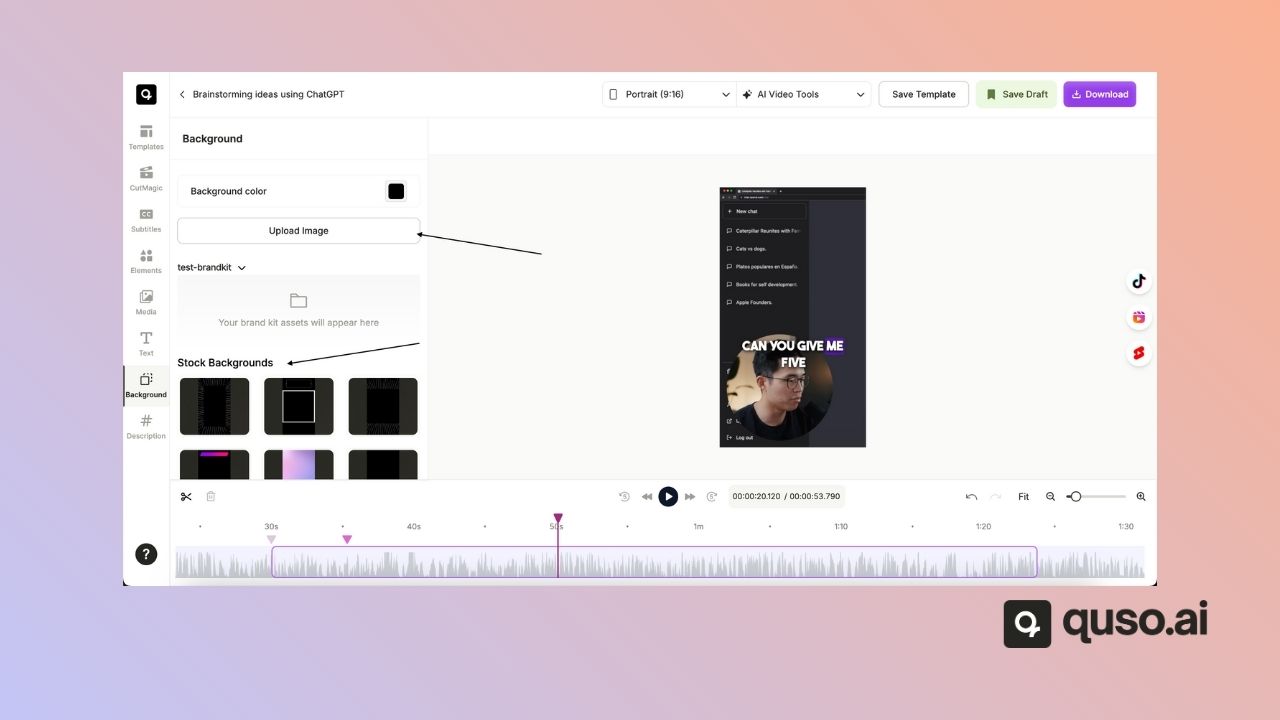 Brainstorming ideas using ChatGPT
Portrait (9:16)
AI Video Tools
Save Template
Save Draft
Download
Templates
CutMagic
Subtitles
Elements
Media
Text
Background
Description
Background
Background color
Upload Image
test-brandkit
Your brand kit assets will appear here
Stock Backgrounds
New chat
Caterpillar Reunites with
Cats vs dogs.
Platos populares en Español
Books for self development.
Apple Founders.
CAN YOU GIVE ME
FIVE
Log out
00:00:20.120 / 00:00:53.790
Fit
30s
40s
50s
1m
1:10
1:20
1:30
?
quso.ai